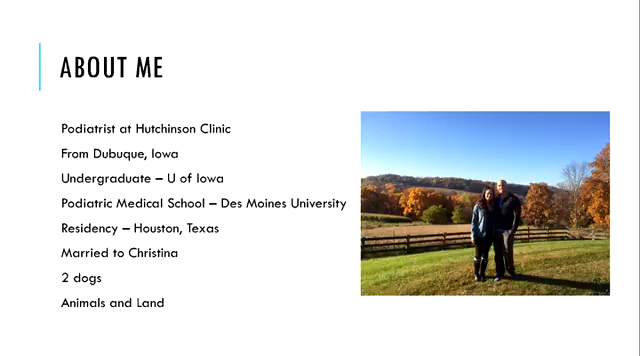 ABOUT ME
Podiatrist at Hutchinson Clinic
From Dubuque, Iowa
Undergraduate – U of Iowa
Podiatric Medical School – Des Moines University
Residency – Houston, Texas
Married to Christina
2 dogs
Animals and Land